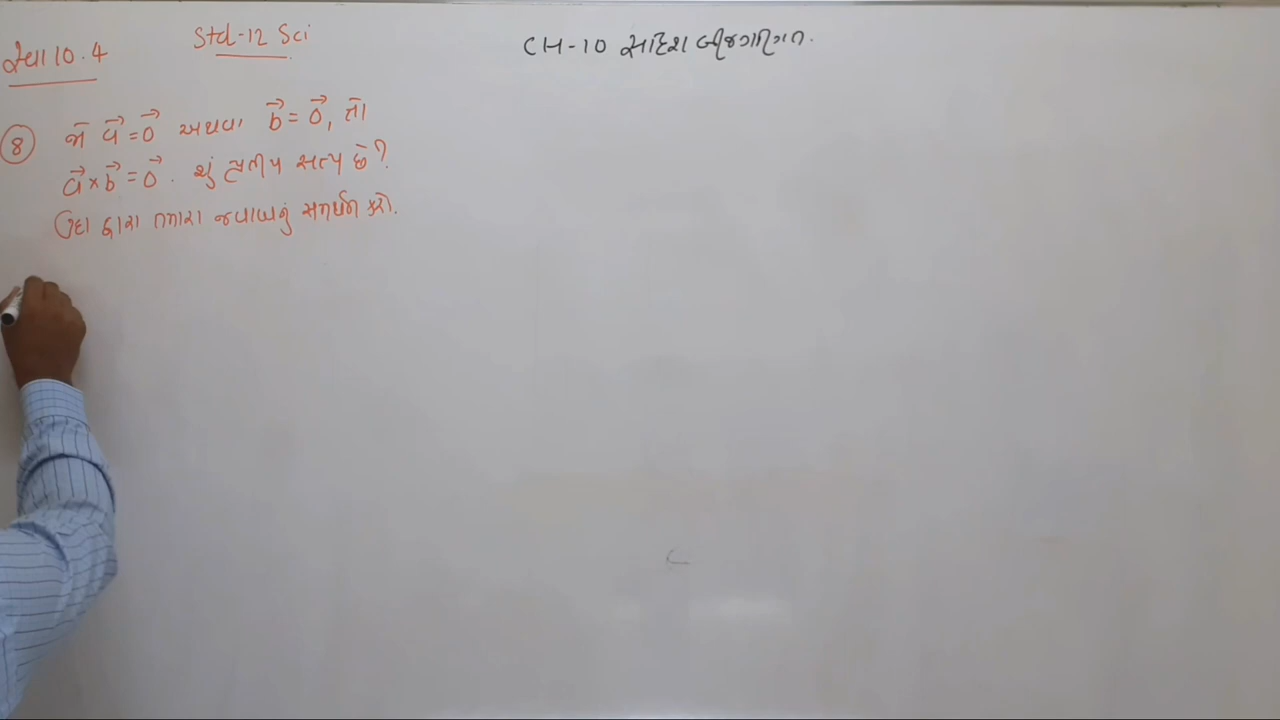 સ્વા 10.4
Std-12 Sci
CH-10 સદિશ બીજગણિત.
8 જો a⃗ = 0⃗ અથવા b⃗ = 0⃗, તો
a⃗ × b⃗ = 0⃗. શું પ્રતીપ સત્ય છે?
ઉદા દ્વારા તમારા જવાબનું સમર્થન કરો.